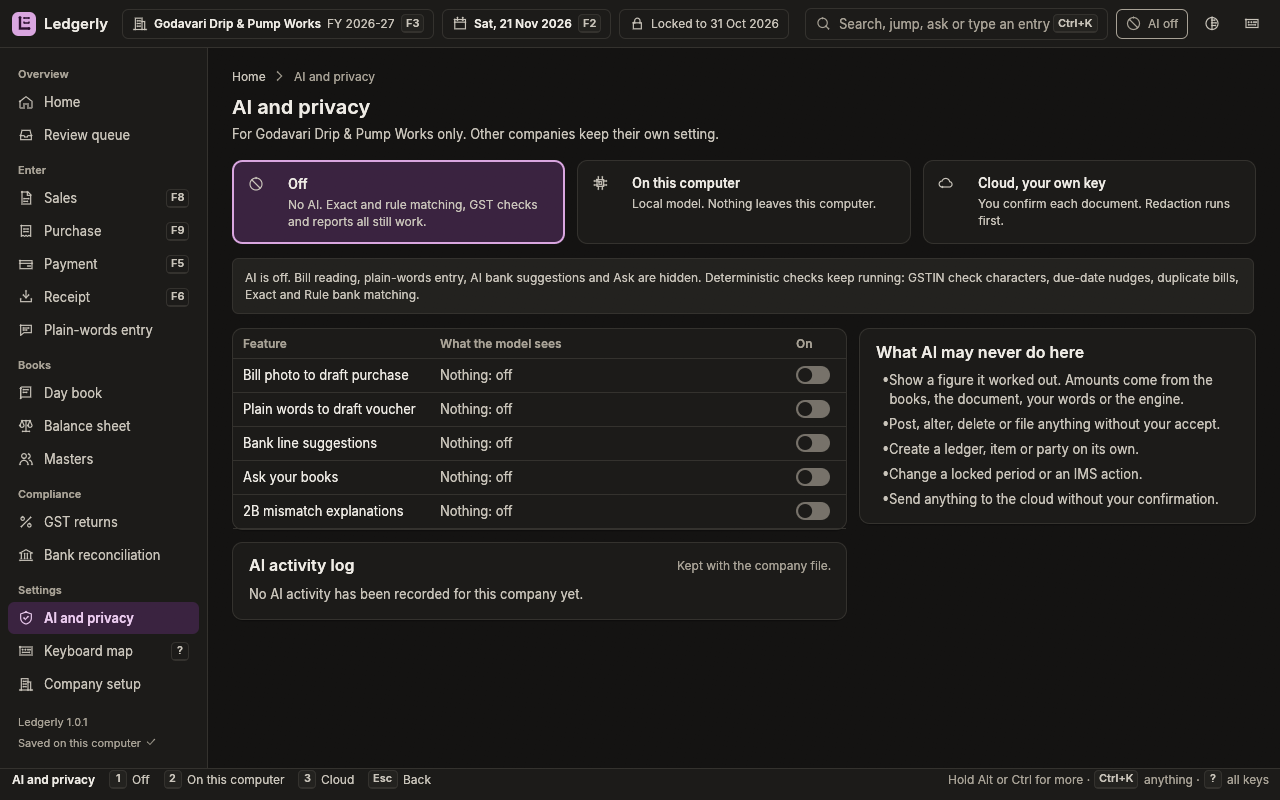 Ledgerly
Godavari Drip & Pump Works FY 2026-27 F3
Sat, 21 Nov 2026 F2
Locked to 31 Oct 2026
Search, jump, ask or type an entry Ctrl+K
AI off
Overview
Home
Review queue
Enter
Sales F8
Purchase F9
Payment F5
Receipt F6
Plain-words entry
Books
Day book
Balance sheet
Masters
Compliance
GST returns
Bank reconciliation
Settings
AI and privacy
Keyboard map ?
Company setup
Ledgerly 1.0.1
Saved on this computer
Home > AI and privacy
AI and privacy
For Godavari Drip & Pump Works only. Other companies keep their own setting.
Off
No AI. Exact and rule matching, GST checks
and reports all still work.
On this computer
Local model. Nothing leaves this computer.
Cloud, your own key
You confirm each document. Redaction runs
first.
AI is off. Bill reading, plain-words entry, AI bank suggestions and Ask are hidden. Deterministic checks keep running: GSTIN check characters, due-date nudges, duplicate bills,
Exact and Rule bank matching.
Feature What the model sees On
Bill photo to draft purchase Nothing: off
Plain words to draft voucher Nothing: off
Bank line suggestions Nothing: off
Ask your books Nothing: off
2B mismatch explanations Nothing: off
What AI may never do here
•Show a figure it worked out. Amounts come from the
books, the document, your words or the engine.
•Post, alter, delete or file anything without your accept.
•Create a ledger, item or party on its own.
•Change a locked period or an IMS action.
•Send anything to the cloud without your confirmation.
AI activity log Kept with the company file.
No AI activity has been recorded for this company yet.
AI and privacy 1 Off 2 On this computer 3 Cloud Esc Back
Hold Alt or Ctrl for more · Ctrl+K anything · ? all keys